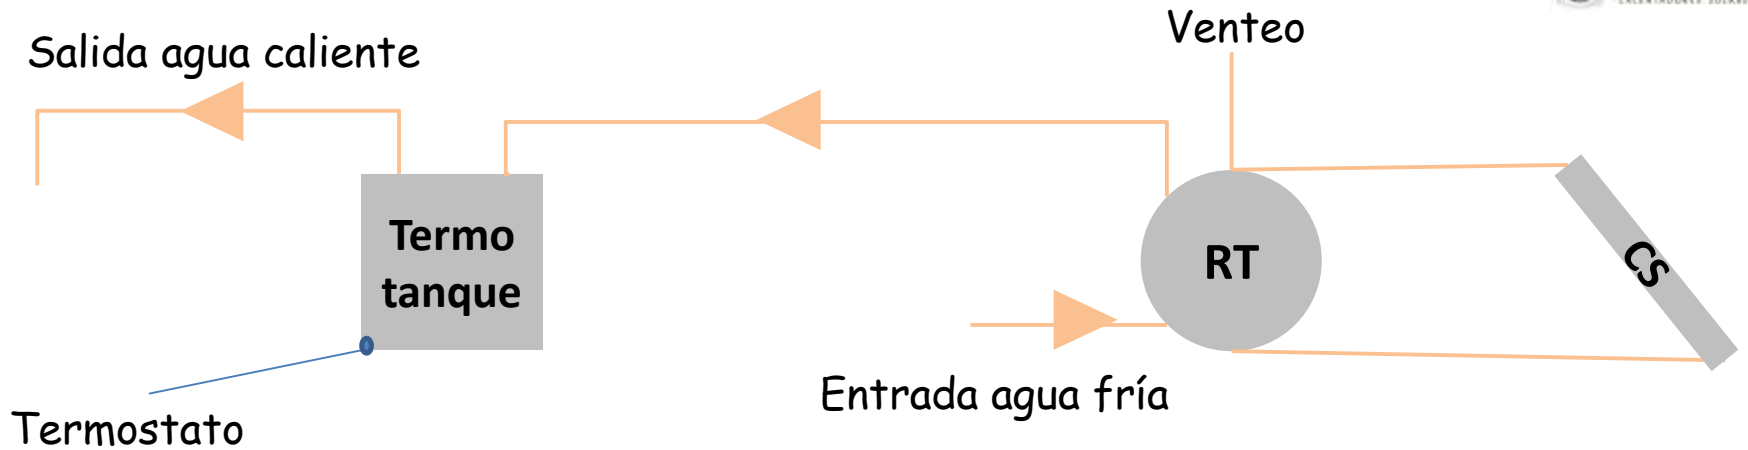 Venteo
Salida agua caliente
Termo
tanque
RT
CS
Entrada agua fría
Termostato